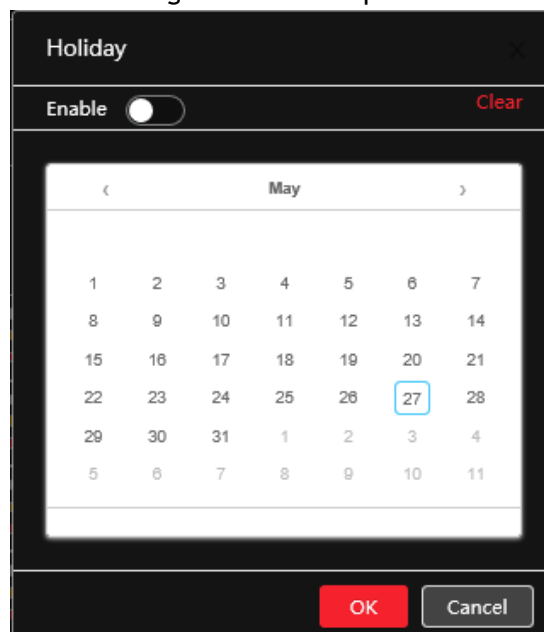 Holiday X
Enable Clear
‹ May ›
1 2 3 4 5 6 7
8 9 10 11 12 13 14
15 16 17 18 19 20 21
22 23 24 25 26 27 28
29 30 31 1 2 3 4
5 6 7 8 9 10 11
OK Cancel